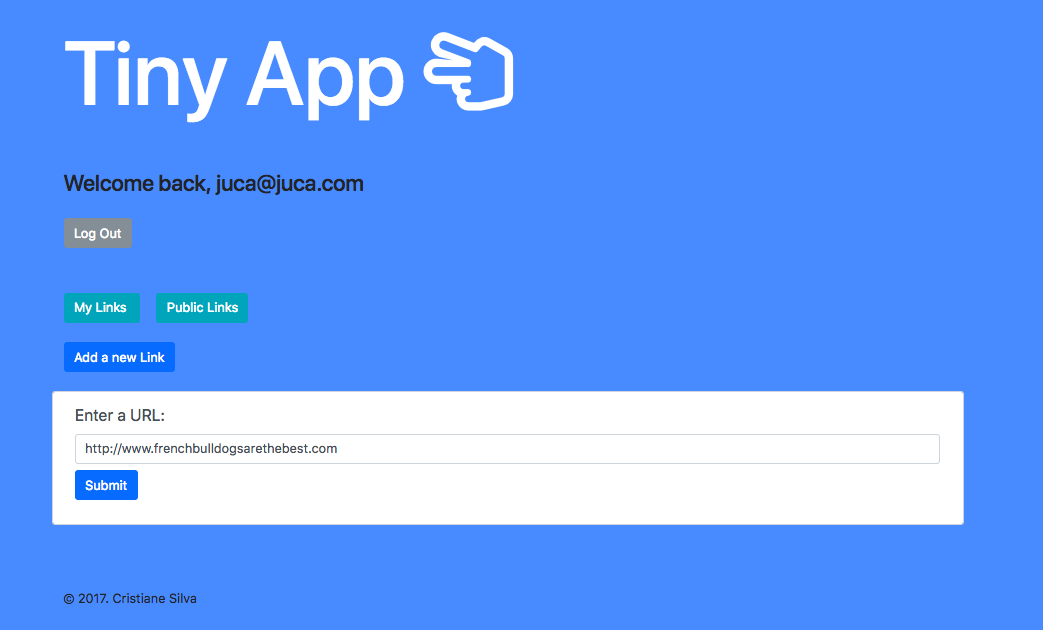 Tiny App
Welcome back, juca@juca.com
Log Out
My Links Public Links
Add a new Link
Enter a URL:
http://www.frenchbulldogsarethebest.com
Submit
© 2017. Cristiane Silva